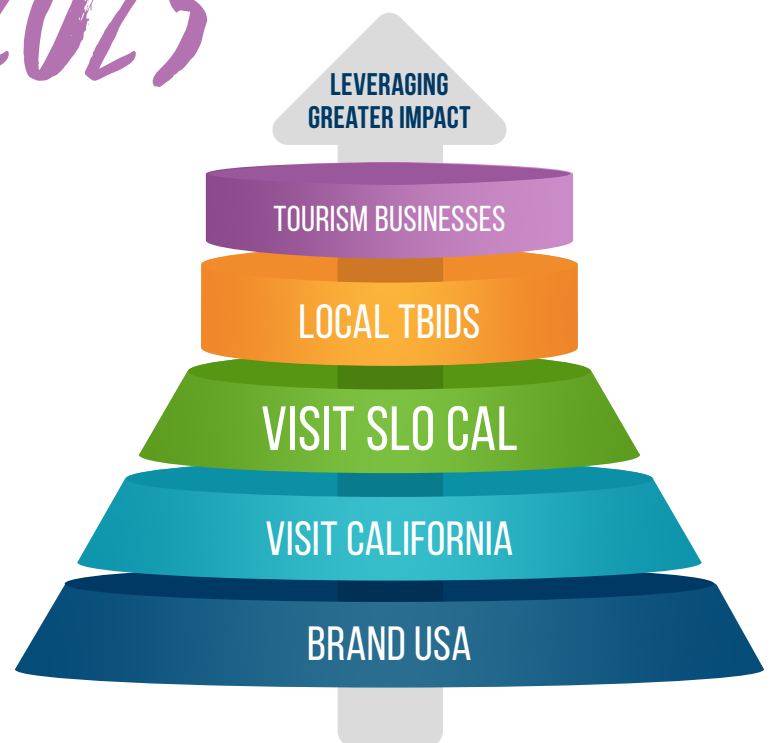 LEVERAGING
GREATER IMPACT
TOURISM BUSINESSES
LOCAL TBIDS
VISIT SLO CAL
VISIT CALIFORNIA
BRAND USA